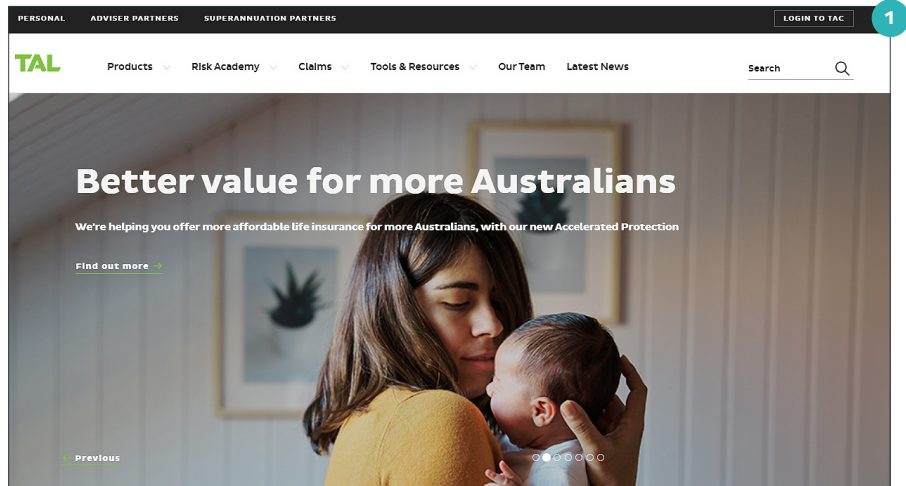 PERSONAL ADVISER PARTNERS SUPERANNUATION PARTNERS LOGIN TO TAC 1
TAL Products Risk Academy Claims Tools & Resources Our Team Latest News Search
Better value for more Australians
We're helping you offer more affordable life insurance for more Australians, with our new Accelerated Protection
Find out more
Previous